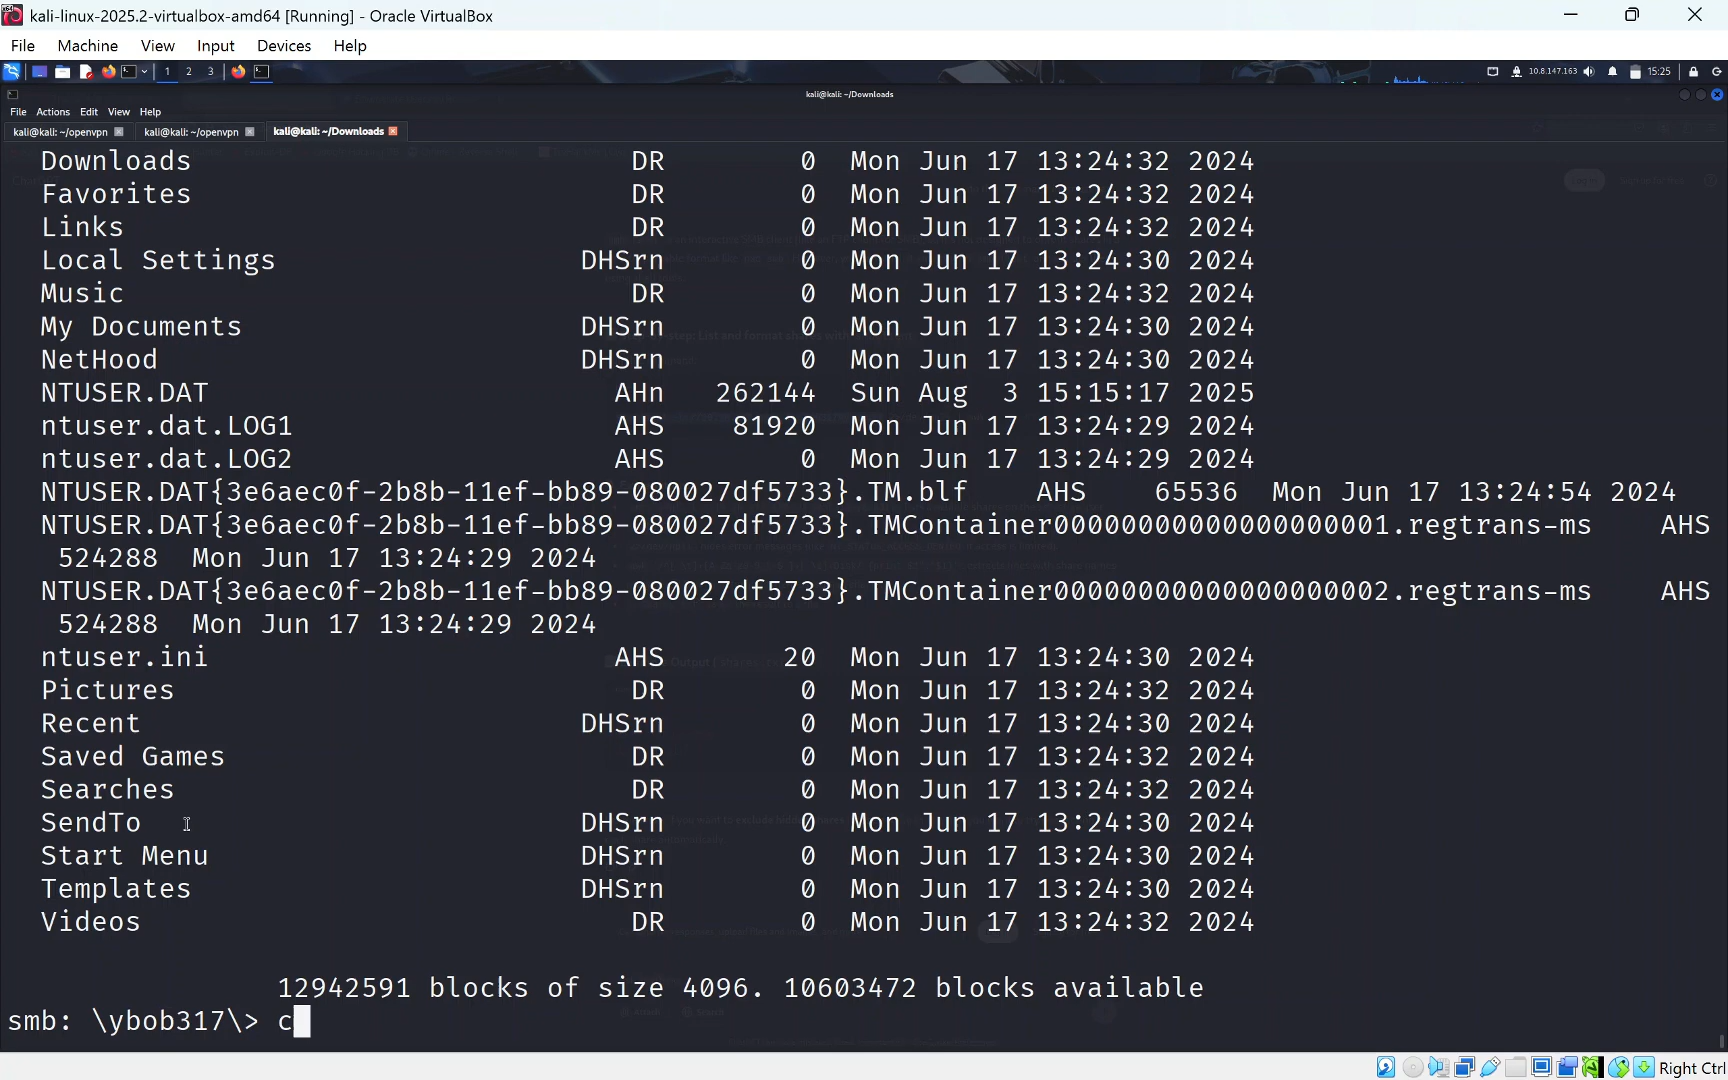 kali-linux-2025.2-virtualbox-amd64 [Running] - Oracle VirtualBox
File Machine View Input Devices Help
1 2 3 10.8.147.163 15:25
kali@kali: ~/Downloads
File Actions Edit View Help
kali@kali: ~/openvpn kali@kali: ~/openvpn kali@kali: ~/Downloads
Downloads DR 0 Mon Jun 17 13:24:32 2024
Favorites DR 0 Mon Jun 17 13:24:32 2024
Links DR 0 Mon Jun 17 13:24:32 2024
Local Settings DHSrn 0 Mon Jun 17 13:24:30 2024
Music DR 0 Mon Jun 17 13:24:32 2024
My Documents DHSrn 0 Mon Jun 17 13:24:30 2024
NetHood DHSrn 0 Mon Jun 17 13:24:30 2024
NTUSER.DAT AHn 262144 Sun Aug 3 15:15:17 2025
ntuser.dat.LOG1 AHS 81920 Mon Jun 17 13:24:29 2024
ntuser.dat.LOG2 AHS 0 Mon Jun 17 13:24:29 2024
NTUSER.DAT{3e6aec0f-2b8b-11ef-bb89-080027df5733}.TM.blf AHS 65536 Mon Jun 17 13:24:54 2024
NTUSER.DAT{3e6aec0f-2b8b-11ef-bb89-080027df5733}.TMContainer00000000000000000001.regtrans-ms AHS
524288 Mon Jun 17 13:24:29 2024
NTUSER.DAT{3e6aec0f-2b8b-11ef-bb89-080027df5733}.TMContainer00000000000000000002.regtrans-ms AHS
524288 Mon Jun 17 13:24:29 2024
ntuser.ini AHS 20 Mon Jun 17 13:24:30 2024
Pictures DR 0 Mon Jun 17 13:24:32 2024
Recent DHSrn 0 Mon Jun 17 13:24:30 2024
Saved Games DR 0 Mon Jun 17 13:24:32 2024
Searches DR 0 Mon Jun 17 13:24:32 2024
SendTo DHSrn 0 Mon Jun 17 13:24:30 2024
Start Menu DHSrn 0 Mon Jun 17 13:24:30 2024
Templates DHSrn 0 Mon Jun 17 13:24:30 2024
Videos DR 0 Mon Jun 17 13:24:32 2024
12942591 blocks of size 4096. 10603472 blocks available
smb: \ybob317\> c
Right Ctrl